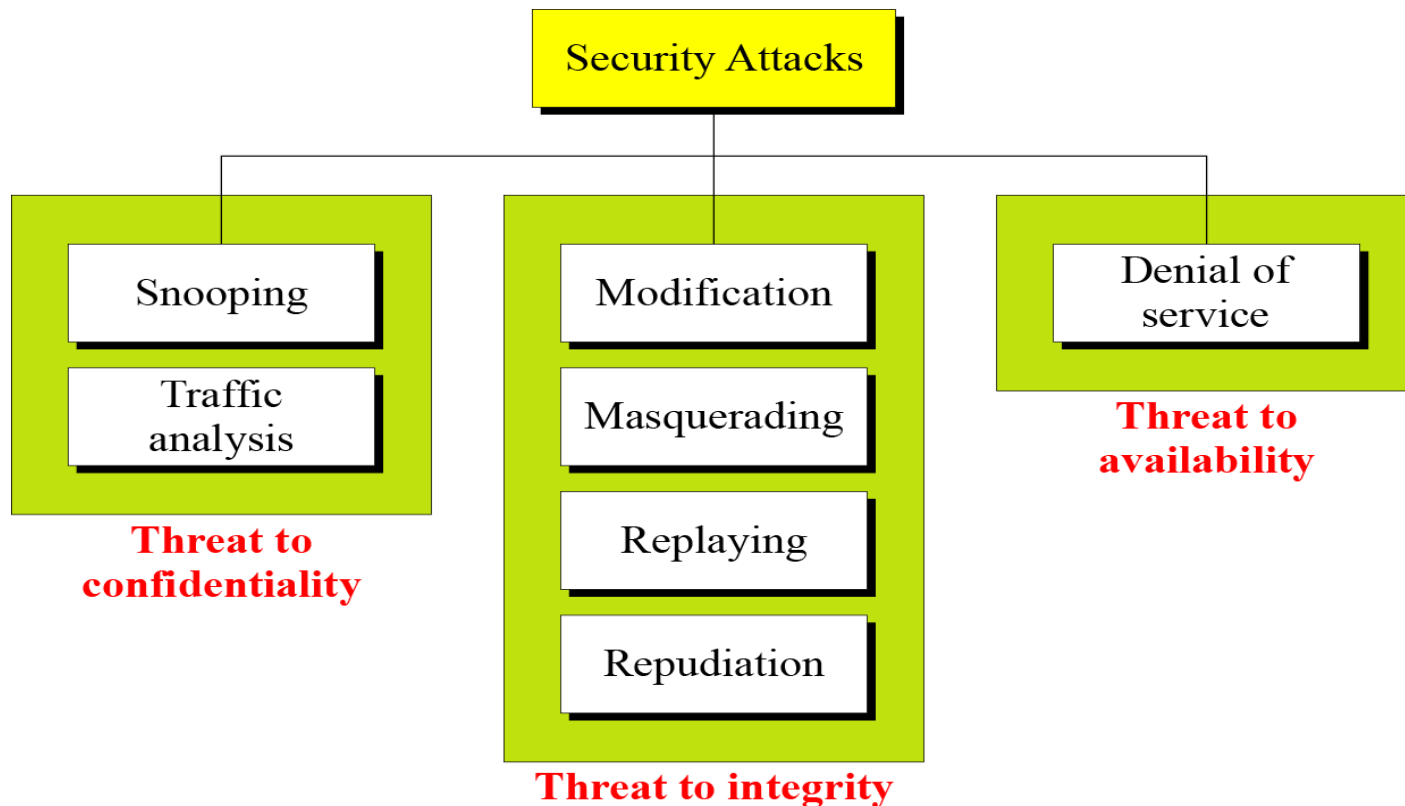 Security Attacks
Snooping
Traffic
analysis
Threat to
confidentiality
Modification
Masquerading
Replaying
Repudiation
Threat to integrity
Denial of
service
Threat to
availability